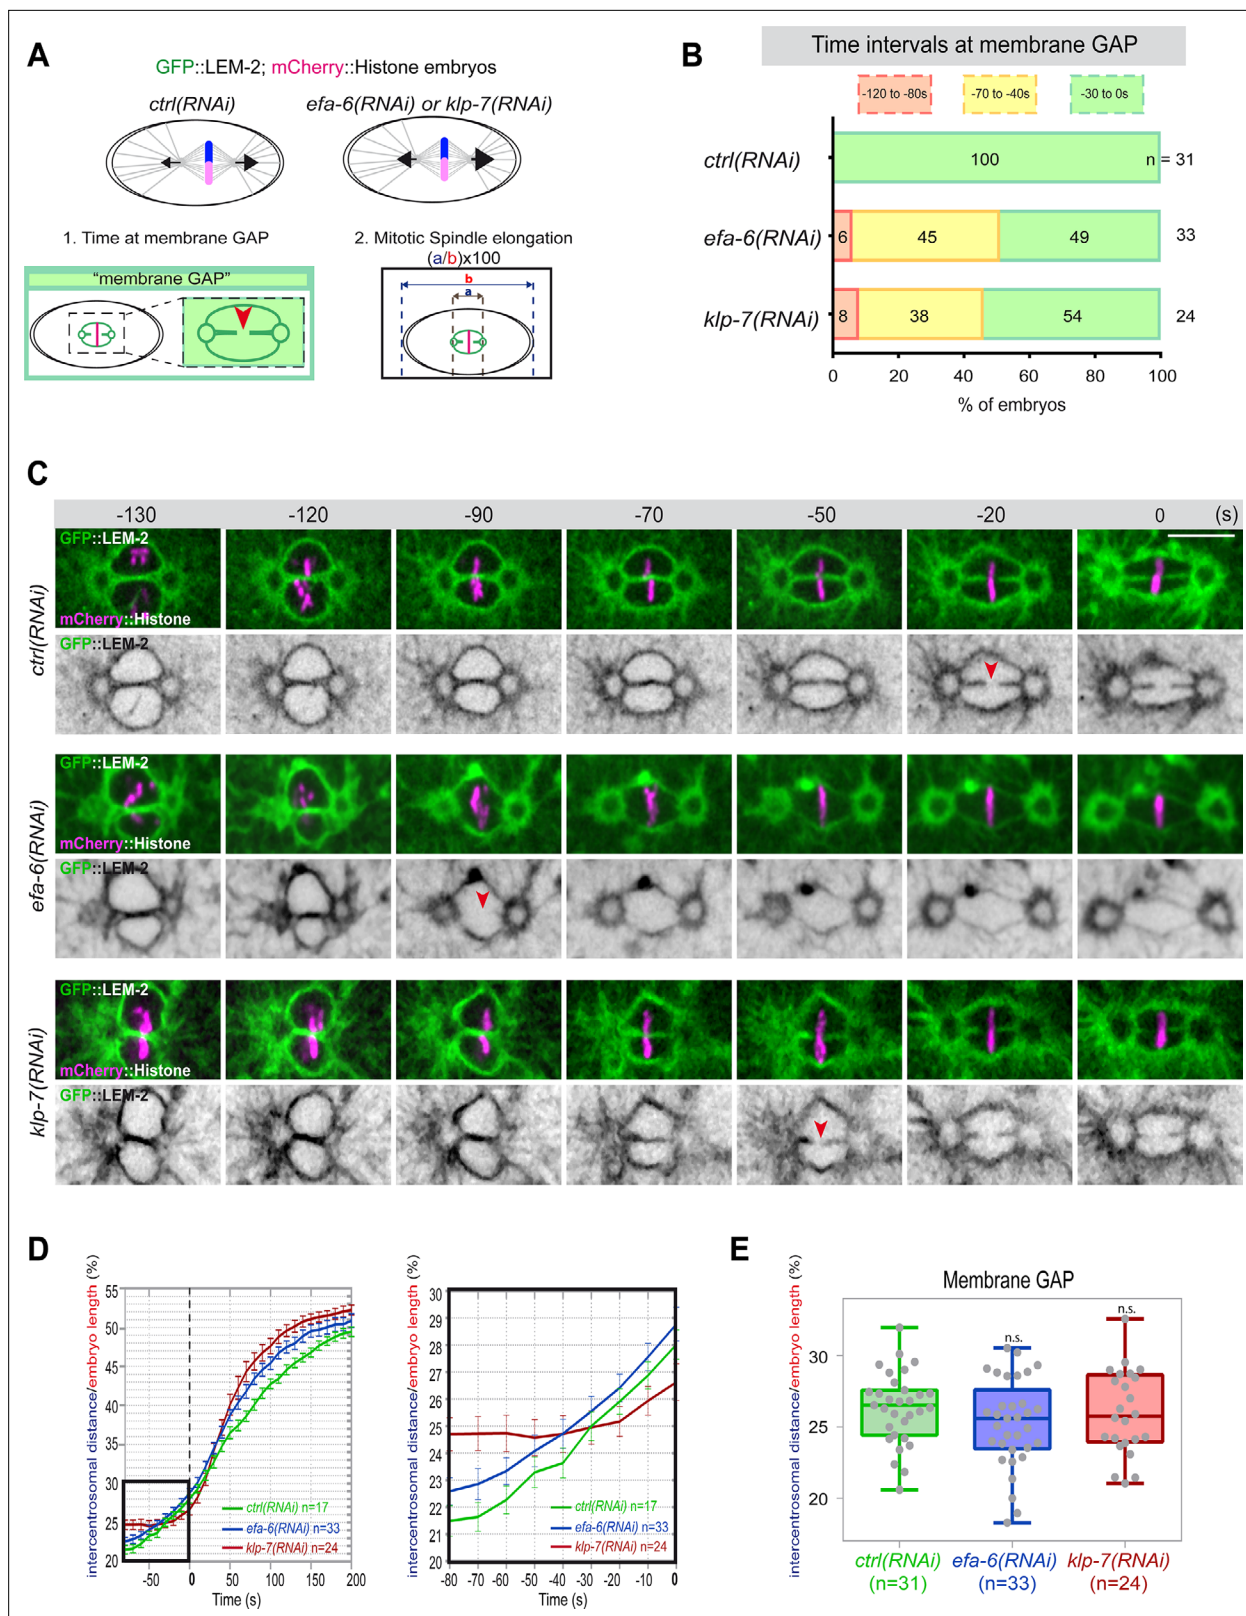 A
GFP::LEM-2; mCherry::Histone embryos
ctrl(RNAi)
efa-6(RNAi) or klp-7(RNAi)
1. Time at membrane GAP
2. Mitotic Spindle elongation
(a/b)x100
“membrane GAP”
b
a
B
Time intervals at membrane GAP
-120 to -80s
-70 to -40s
-30 to 0s
ctrl(RNAi)
100
n = 31
efa-6(RNAi)
6
45
49
33
klp-7(RNAi)
8
38
54
24
0 20 40 60 80 100
% of embryos
C
-130 -120 -90 -70 -50 -20 0 (s)
ctrl(RNAi)
GFP::LEM-2
mCherry::Histone
GFP::LEM-2
efa-6(RNAi)
GFP::LEM-2
mCherry::Histone
GFP::LEM-2
klp-7(RNAi)
GFP::LEM-2
mCherry::Histone
GFP::LEM-2
D
intercentrosomal distance/embryo length (%)
55
50
45
40
35
30
25
20
ctrl(RNAi) n=17
efa-6(RNAi) n=33
klp-7(RNAi) n=24
-50 0 50 100 150 200
Time (s)
intercentrosomal distance/embryo length (%)
30
29
28
27
26
25
24
23
22
21
20
ctrl(RNAi) n=17
efa-6(RNAi) n=33
klp-7(RNAi) n=24
-80 -70 -60 -50 -40 -30 -20 -10 0
Time (s)
E
Membrane GAP
intercentrosomal distance/embryo length (%)
30
25
20
n.s.
n.s.
ctrl(RNAi)
(n=31)
efa-6(RNAi)
(n=33)
klp-7(RNAi)
(n=24)